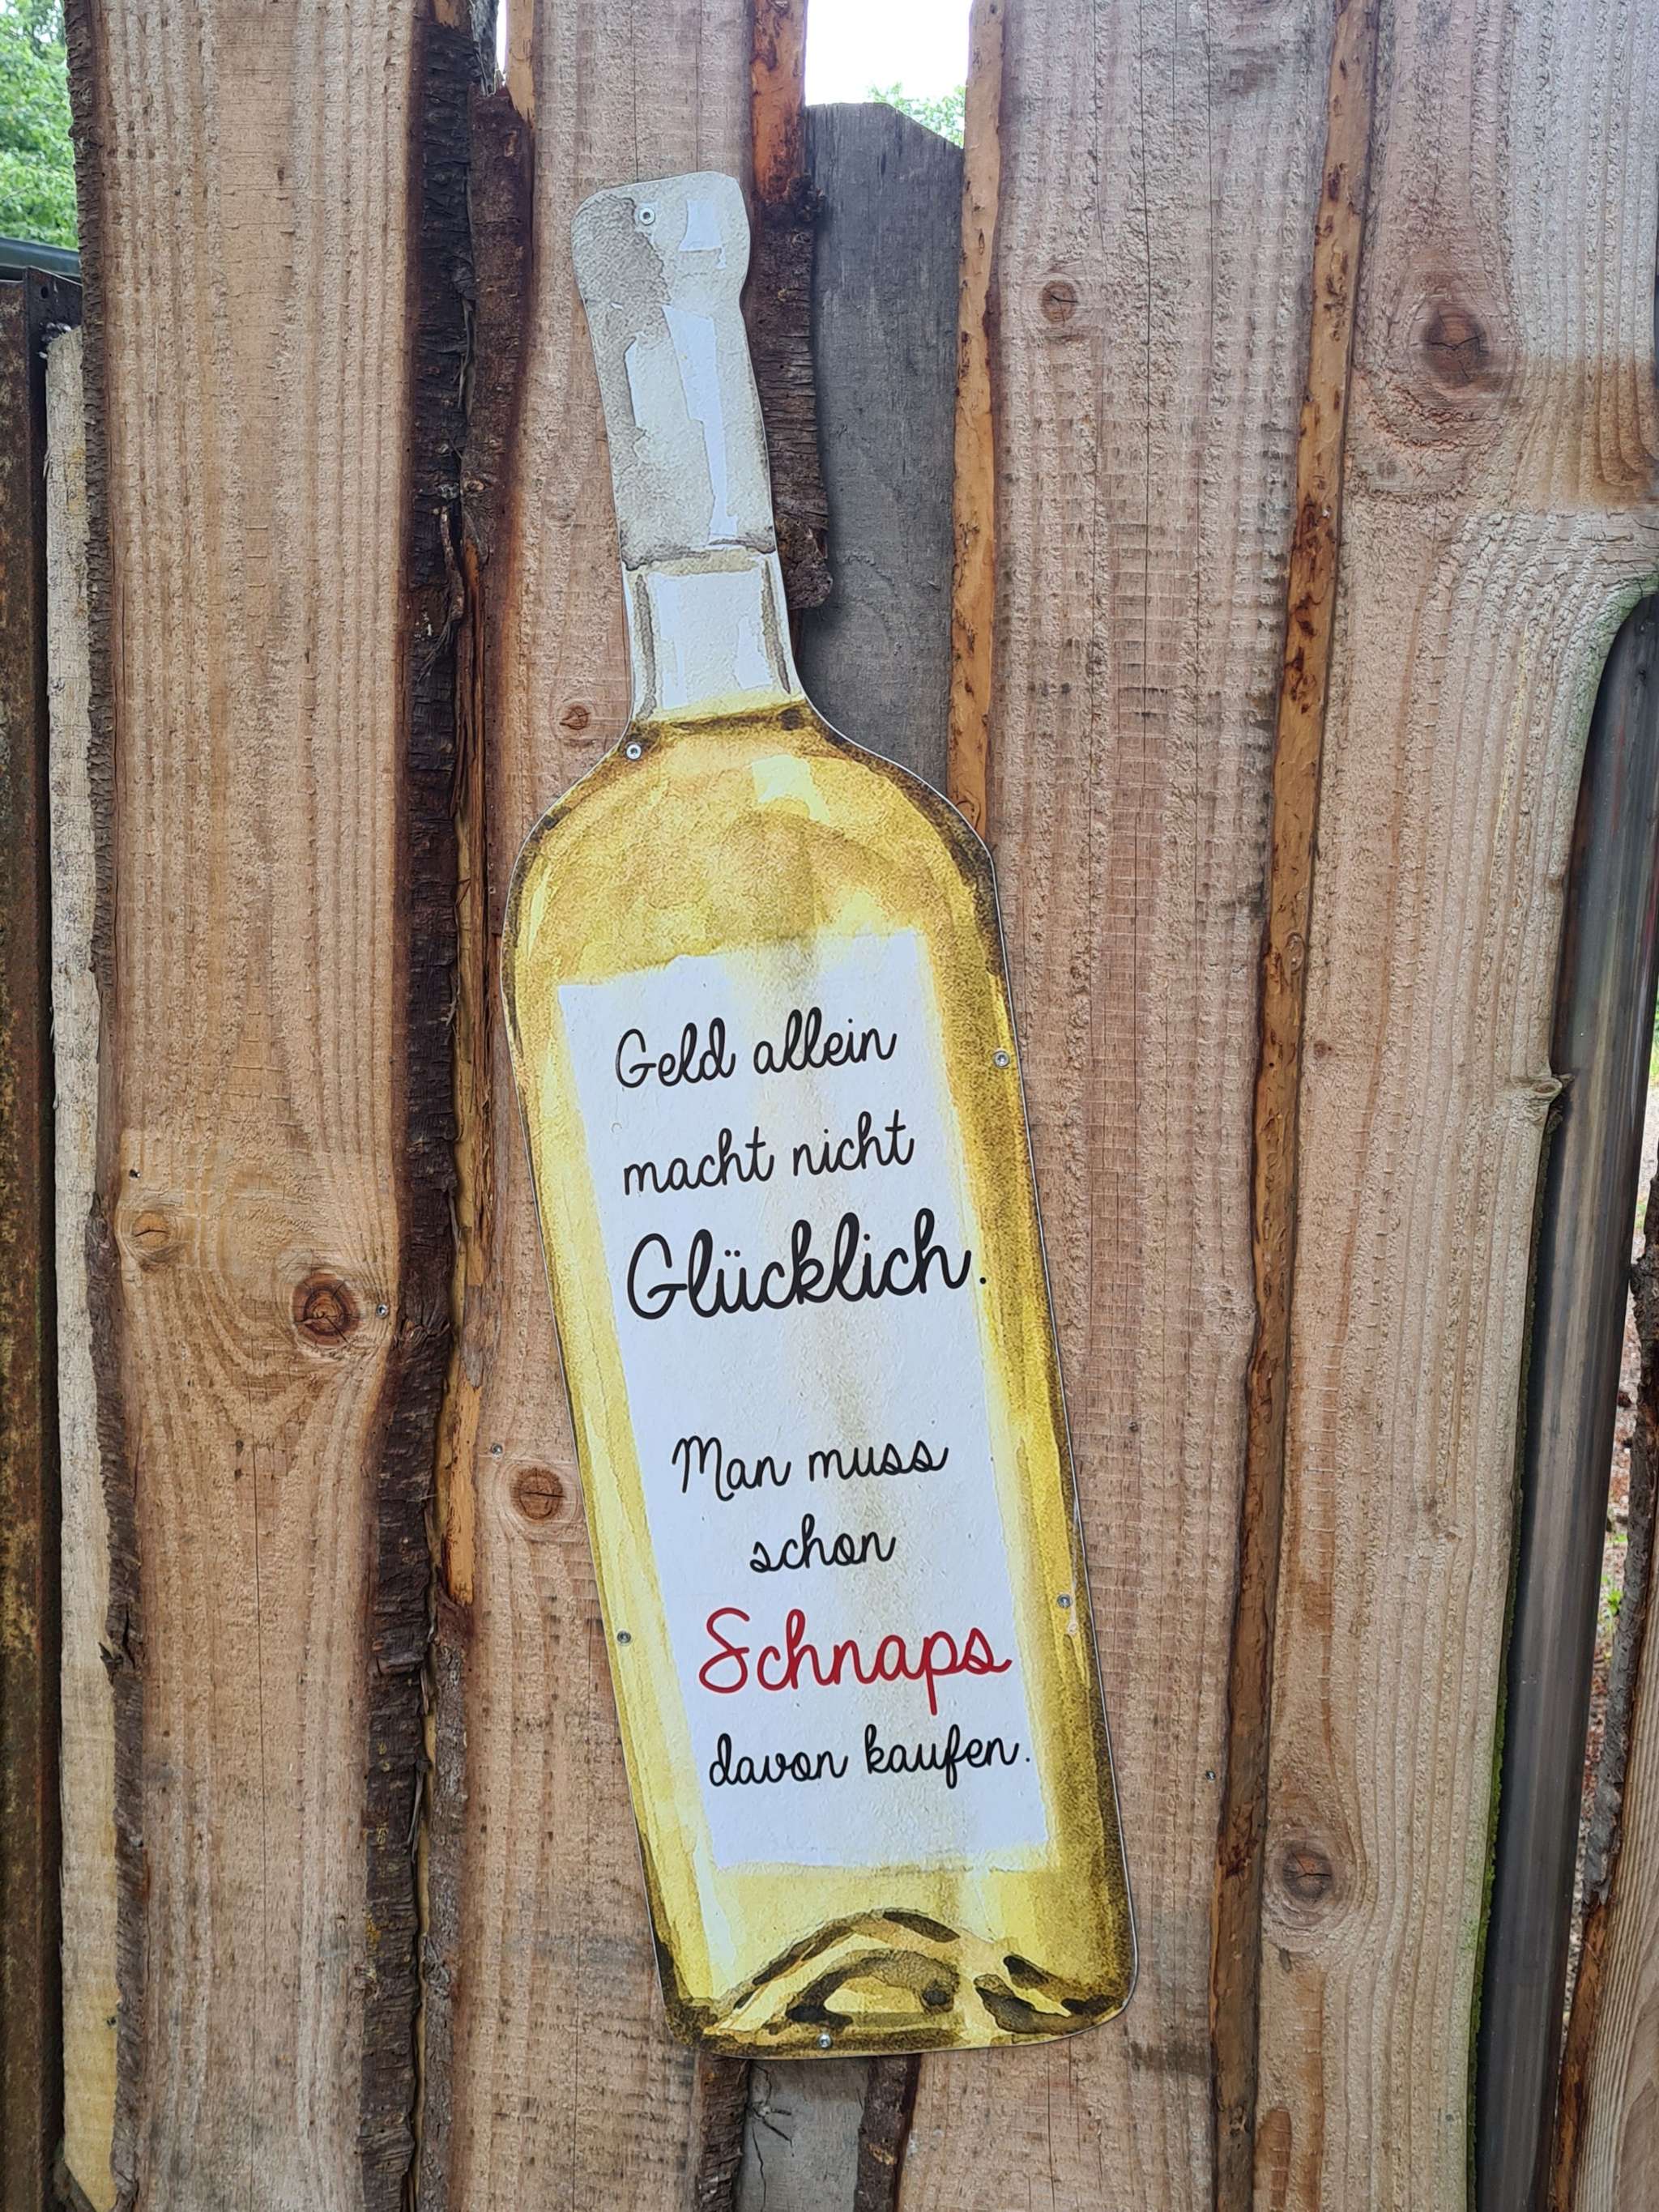 Geld allein
macht nicht
Glücklich.
Man muss
schon
Schnaps
davon kaufen.